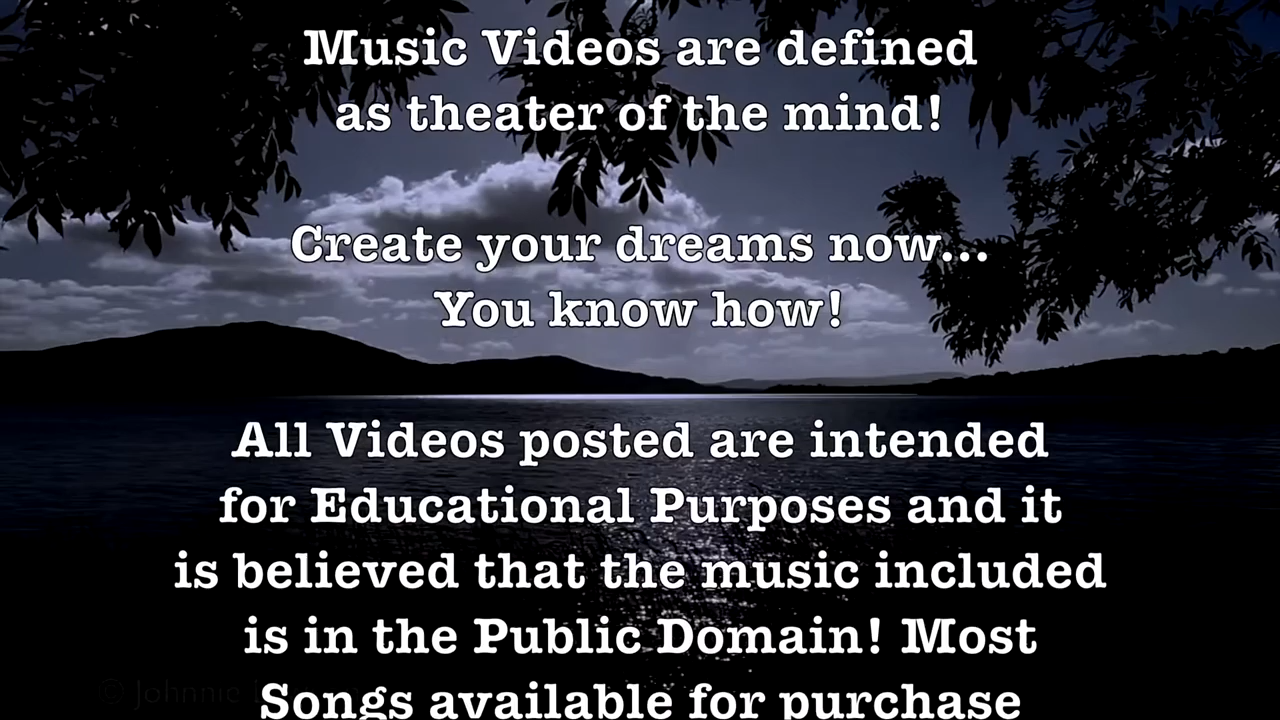 Music Videos are defined
as theater of the mind!
Create your dreams now...
You know how!
All Videos posted are intended
for Educational Purposes and it
is believed that the music included
is in the Public Domain! Most
© Johnnie
Songs available for purchase